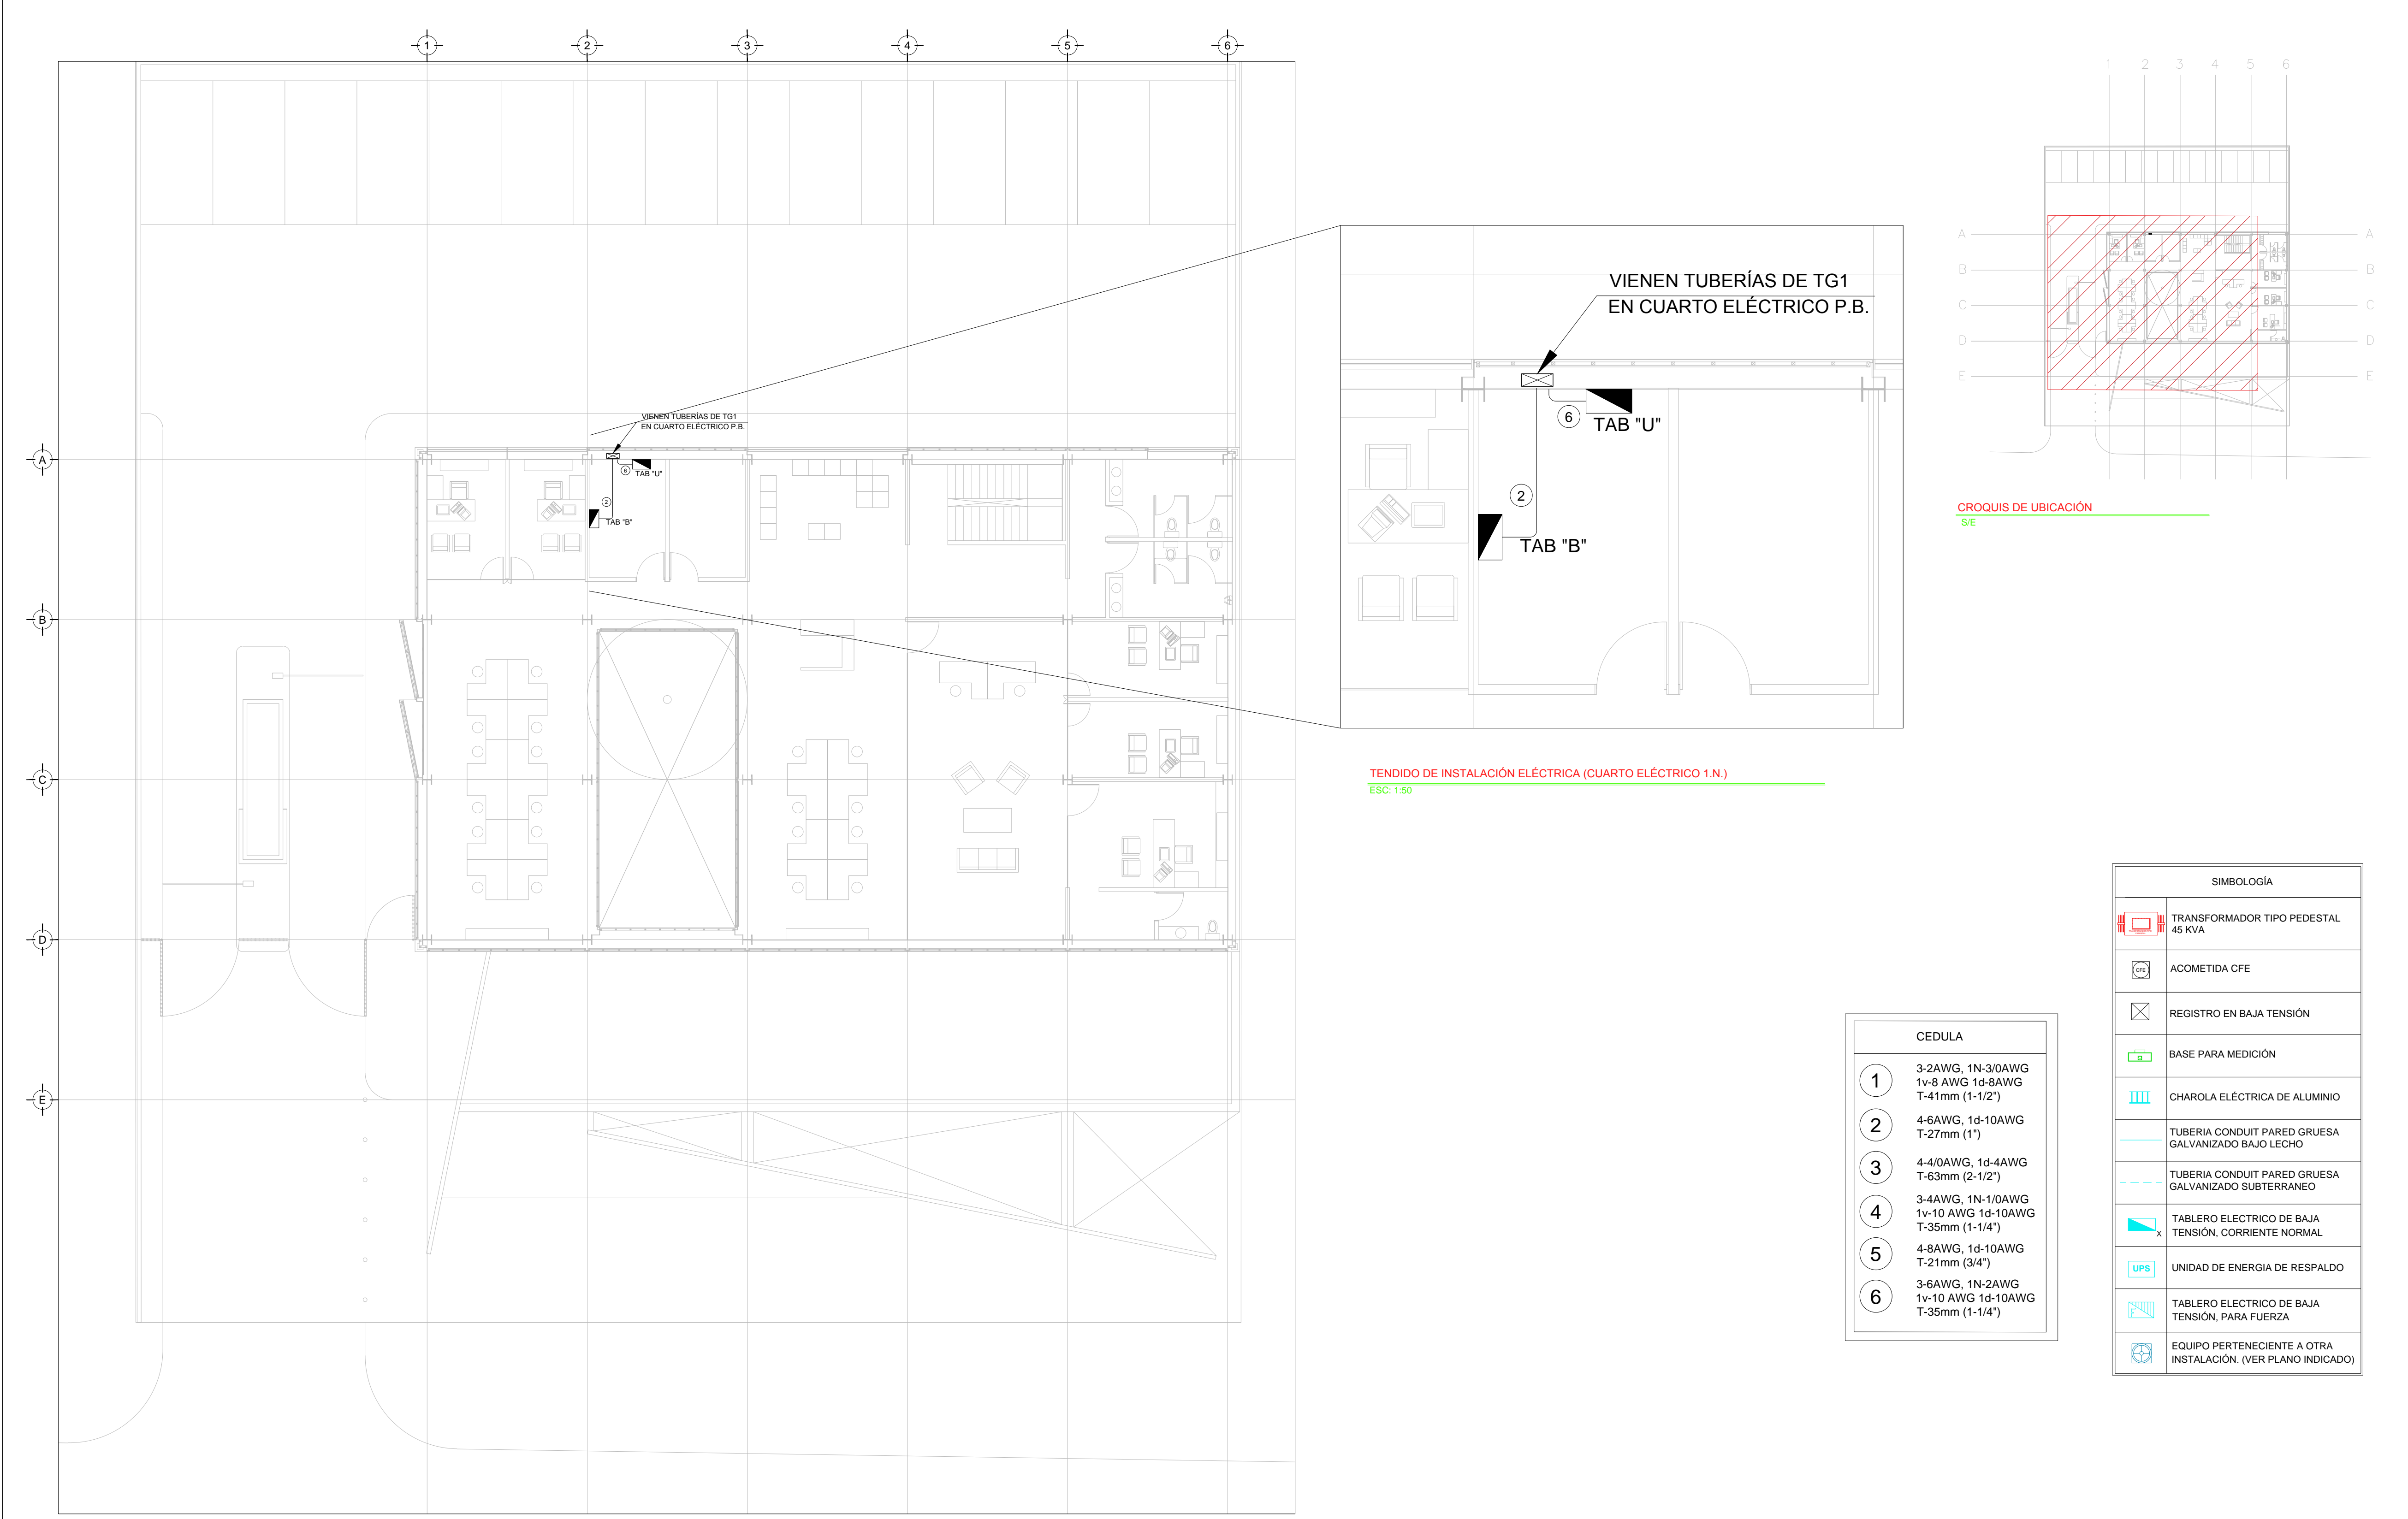 1 2 3 4 5 6
A
B
C
D
E
VIENEN TUBERÍAS DE TG1
EN CUARTO ELÉCTRICO P.B.
6
TAB "U"
2
TAB "B"
VIENEN TUBERÍAS DE TG1
EN CUARTO ELÉCTRICO P.B.
6
TAB "U"
2
TAB "B"
TENDIDO DE INSTALACIÓN ELÉCTRICA (CUARTO ELÉCTRICO 1.N.)
ESC: 1:50
1 2 3 4 5 6
A A
B B
C C
D D
E E
CROQUIS DE UBICACIÓN
S/E
CEDULA
1
3-2AWG, 1N-3/0AWG
1v-8 AWG 1d-8AWG
T-41mm (1-1/2")
2
4-6AWG, 1d-10AWG
T-27mm (1")
3
4-4/0AWG, 1d-4AWG
T-63mm (2-1/2")
4
3-4AWG, 1N-1/0AWG
1v-10 AWG 1d-10AWG
T-35mm (1-1/4")
5
4-8AWG, 1d-10AWG
T-21mm (3/4")
6
3-6AWG, 1N-2AWG
1v-10 AWG 1d-10AWG
T-35mm (1-1/4")
SIMBOLOGÍA
TRANSFORMADOR TIPO PEDESTAL
45 KVA
CFE
ACOMETIDA CFE
REGISTRO EN BAJA TENSIÓN
BASE PARA MEDICIÓN
CHAROLA ELÉCTRICA DE ALUMINIO
TUBERIA CONDUIT PARED GRUESA
GALVANIZADO BAJO LECHO
TUBERIA CONDUIT PARED GRUESA
GALVANIZADO SUBTERRANEO
X
TABLERO ELECTRICO DE BAJA
TENSIÓN, CORRIENTE NORMAL
UPS
UNIDAD DE ENERGIA DE RESPALDO
F
TABLERO ELECTRICO DE BAJA
TENSIÓN, PARA FUERZA
EQUIPO PERTENECIENTE A OTRA
INSTALACIÓN. (VER PLANO INDICADO)